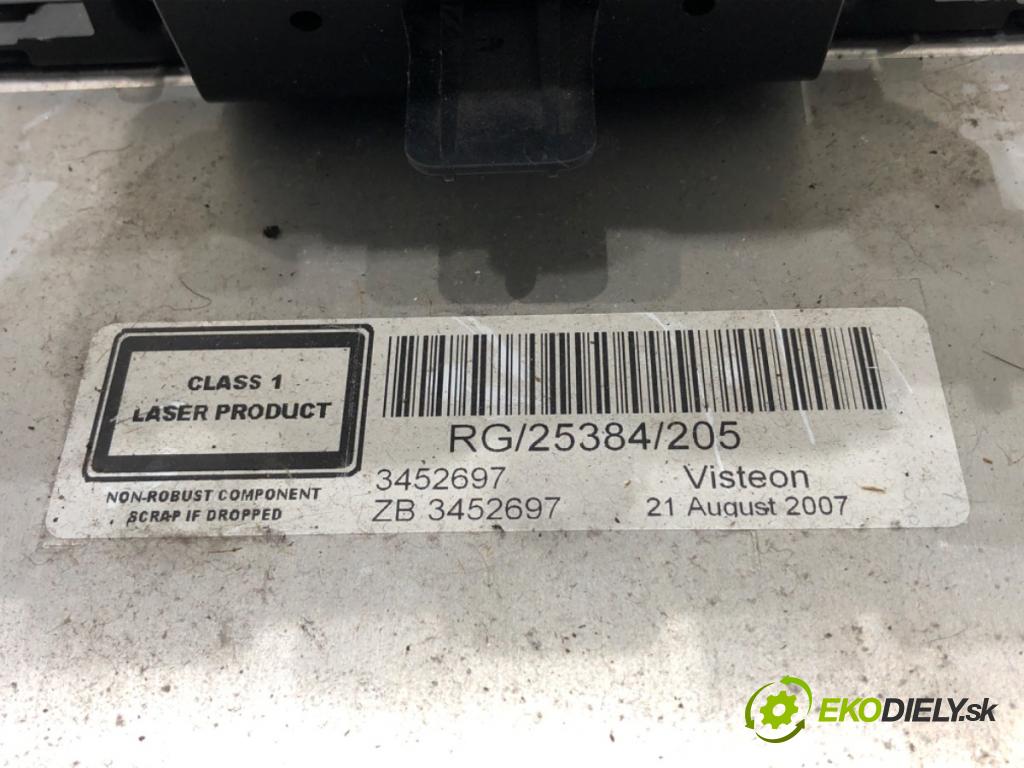 CLASS 1
LASER PRODUCT
NON-ROBUST COMPONENT
SCRAP IF DROPPED
RG/25384/205
3452697 Visteon
ZB 3452697 21 August 2007
EKODIELY.sk